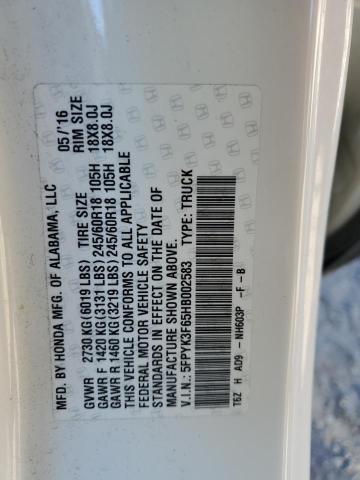 MFD. BY HONDA MFG. OF ALABAMA, LLC 05/'16
GVWR 2730 KG(6019 LBS) TIRE SIZE RIM SIZE
GAWR F 1420 KG(3131 LBS) 245/60R18 105H 18X8.0J
GAWR R 1460 KG(3219 LBS) 245/60R18 105H 18X8.0J
THIS VEHICLE CONFORMS TO ALL APPLICABLE
FEDERAL MOTOR VEHICLE SAFETY
STANDARDS IN EFFECT ON THE DATE OF
MANUFACTURE SHOWN ABOVE.
V.I.N.: 5FPYK3F65HB002583 TYPE: TRUCK
T6Z H AD9 - NH603P -F -B